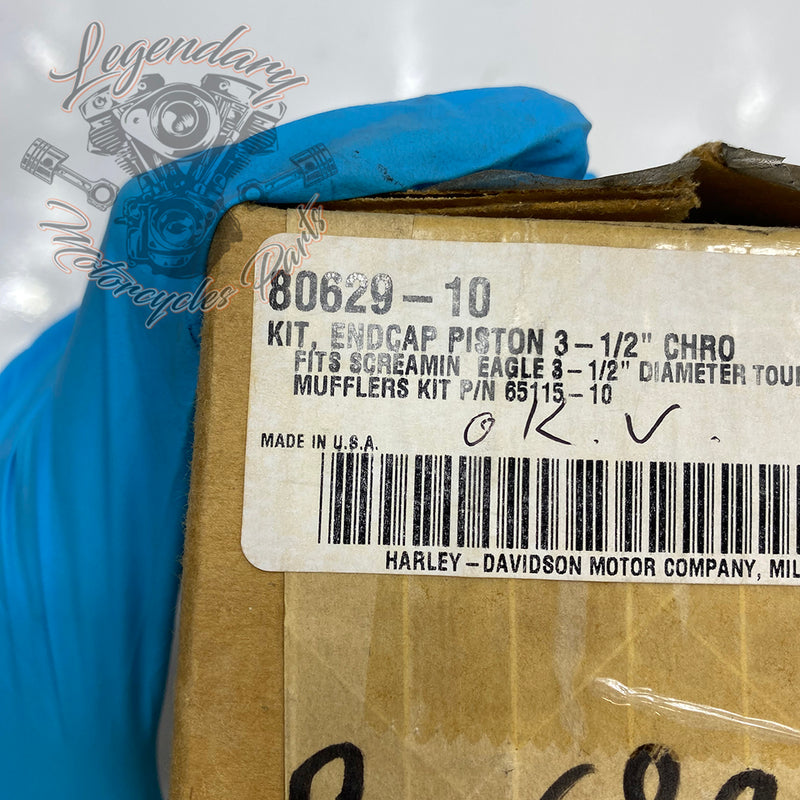 Legendary
Motorcycles Parts
80629-10
KIT, ENDCAP PISTON 3-1/2" CHRO
FITS SCREAMIN EAGLE 3-1/2" DIAMETER TOU
MUFFLERS KIT P/N 65115-10
O K. V.
MADE IN U.S.A.
HARLEY-DAVIDSON MOTOR COMPANY, MIL